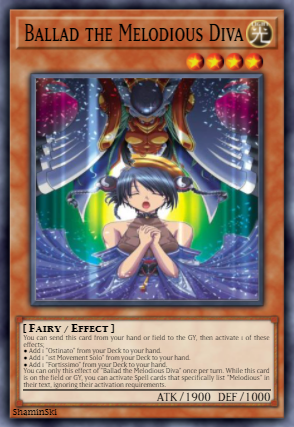 BALLAD THE MELODIOUS DIVA
[ FAIRY / EFFECT ]
You can send this card from your hand or field to the GY, then activate 1 of these
effects;
● Add 1 "Ostinato" from your Deck to your hand.
● Add 1 "1st Movement Solo" from your Deck to your hand.
● Add 1 "Fortissimo" from your Deck to your hand.
You can only this effect of "Ballad the Melodious Diva" once per turn. While this card
is on field or GY, you can activate Spell cards that specifically list "Melodious" in
their text, ignoring their activation requirements.
ATK/1900 DEF/1000
ShaminSki